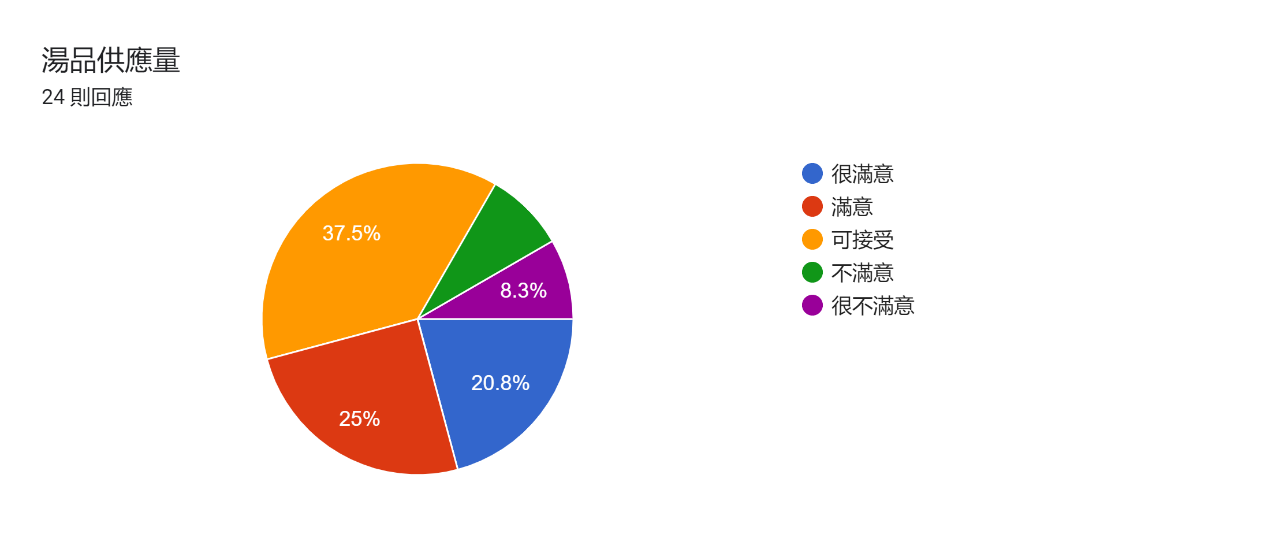 湯品供應量
24 則回應
37.5%
8.3%
20.8%
25%
很滿意
滿意
可接受
不滿意
很不滿意